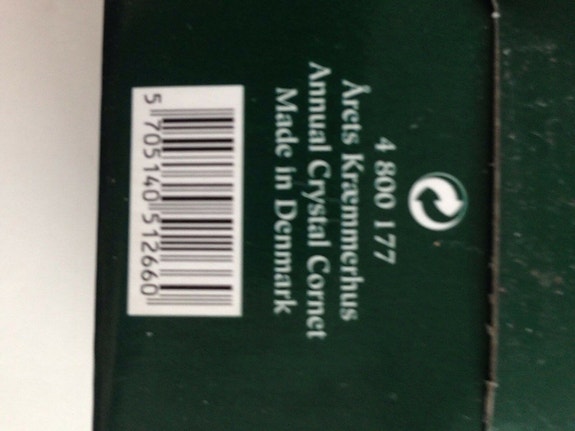 4 800 177
Årets Kræmmerhus
Annual Crystal Cornet
Made in Denmark
5 705140 512660